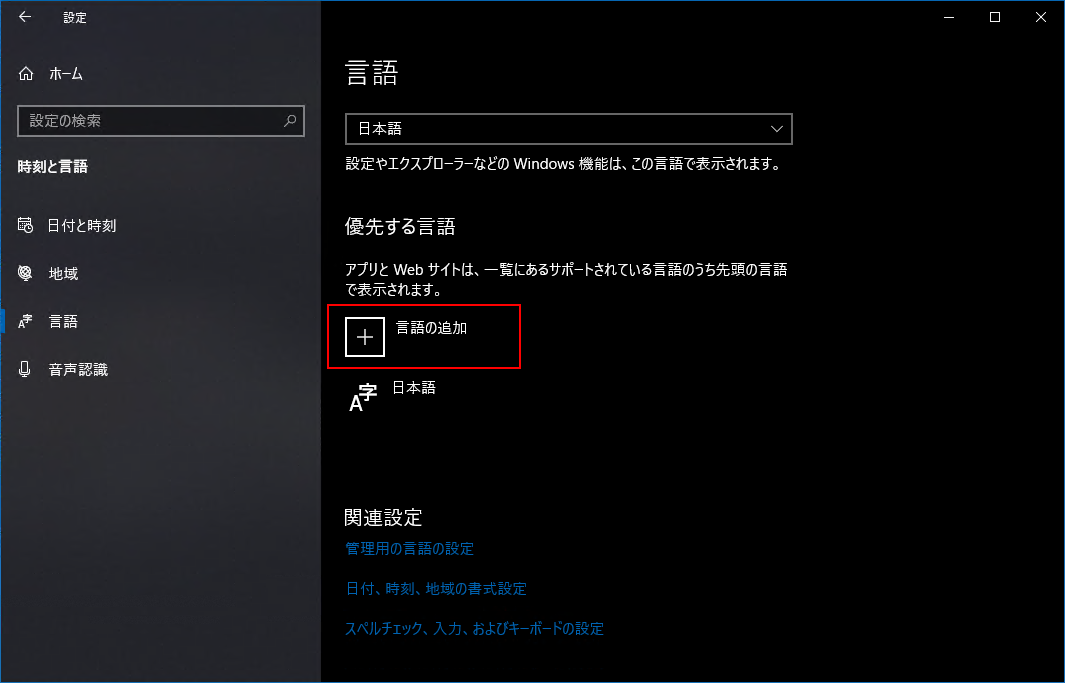 設定
ホーム
設定の検索
時刻と言語
日付と時刻
地域
言語
音声認識
言語
日本語
設定やエクスプローラーなどの Windows 機能は、この言語で表示されます。
優先する言語
アプリと Web サイトは、一覧にあるサポートされている言語のうち先頭の言語
で表示されます。
言語の追加
日本語
関連設定
管理用の言語の設定
日付、時刻、地域の書式設定
スペルチェック、入力、およびキーボードの設定